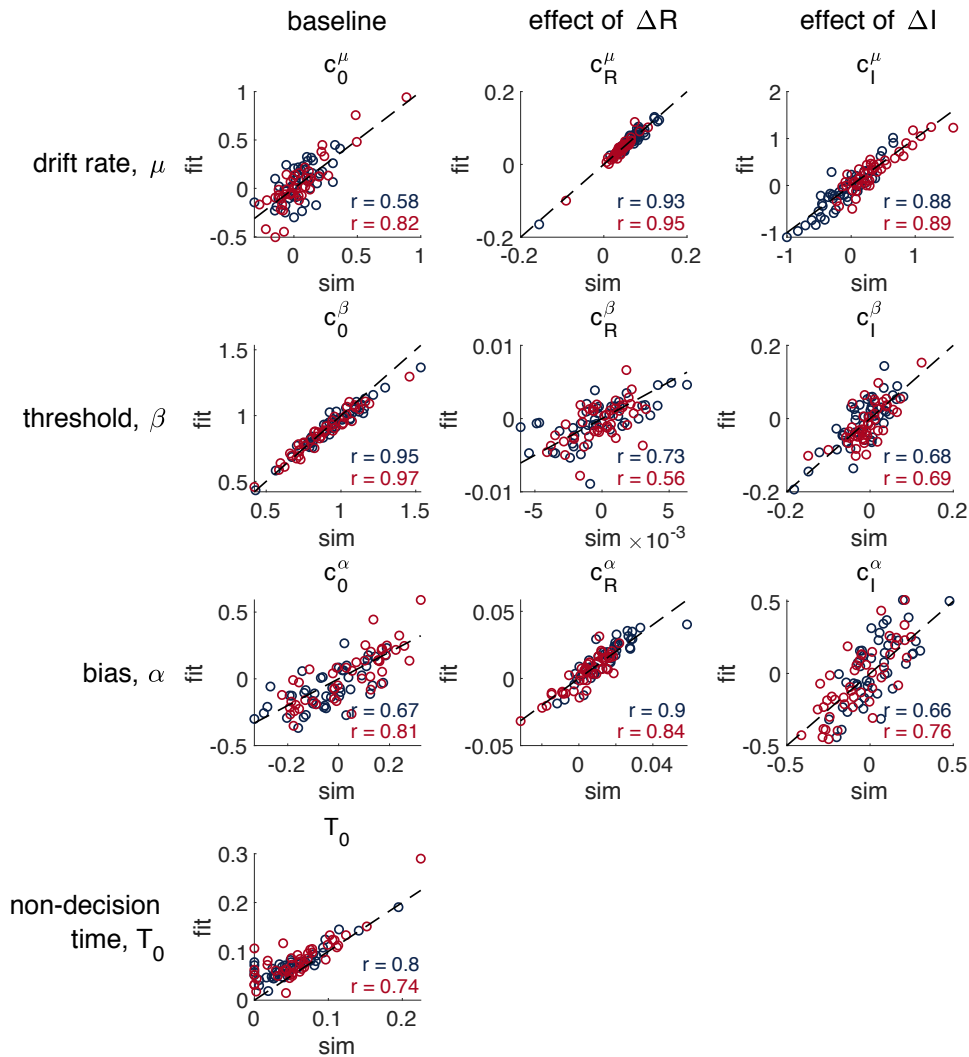 baseline
effect of ΔR
effect of ΔI
drift rate, μ
c₀^μ
fit
1
0.5
0
-0.5
0
1
sim
r = 0.58
r = 0.82
c_R^μ
fit
0.2
0
-0.2
-0.2
0
0.2
sim
r = 0.93
r = 0.95
c_I^μ
fit
2
1
0
-1
-1
0
1
sim
r = 0.88
r = 0.89
threshold, β
c₀^β
fit
1.5
1
0.5
0.5
1
1.5
sim
r = 0.95
r = 0.97
c_R^β
fit
0.01
0
-0.01
-5
0
5
sim
×10⁻³
r = 0.73
r = 0.56
c_I^β
fit
0.2
0
-0.2
-0.2
0
0.2
sim
r = 0.68
r = 0.69
bias, α
c₀^α
fit
0.5
0
-0.5
-0.2
0
0.2
sim
r = 0.67
r = 0.81
c_R^α
fit
0.05
0
-0.05
0
0.04
sim
r = 0.9
r = 0.84
c_I^α
fit
0.5
0
-0.5
-0.5
0
0.5
sim
r = 0.66
r = 0.76
non-decision
time, T₀
T₀
fit
0.3
0.2
0.1
0
0
0.1
0.2
sim
r = 0.8
r = 0.74